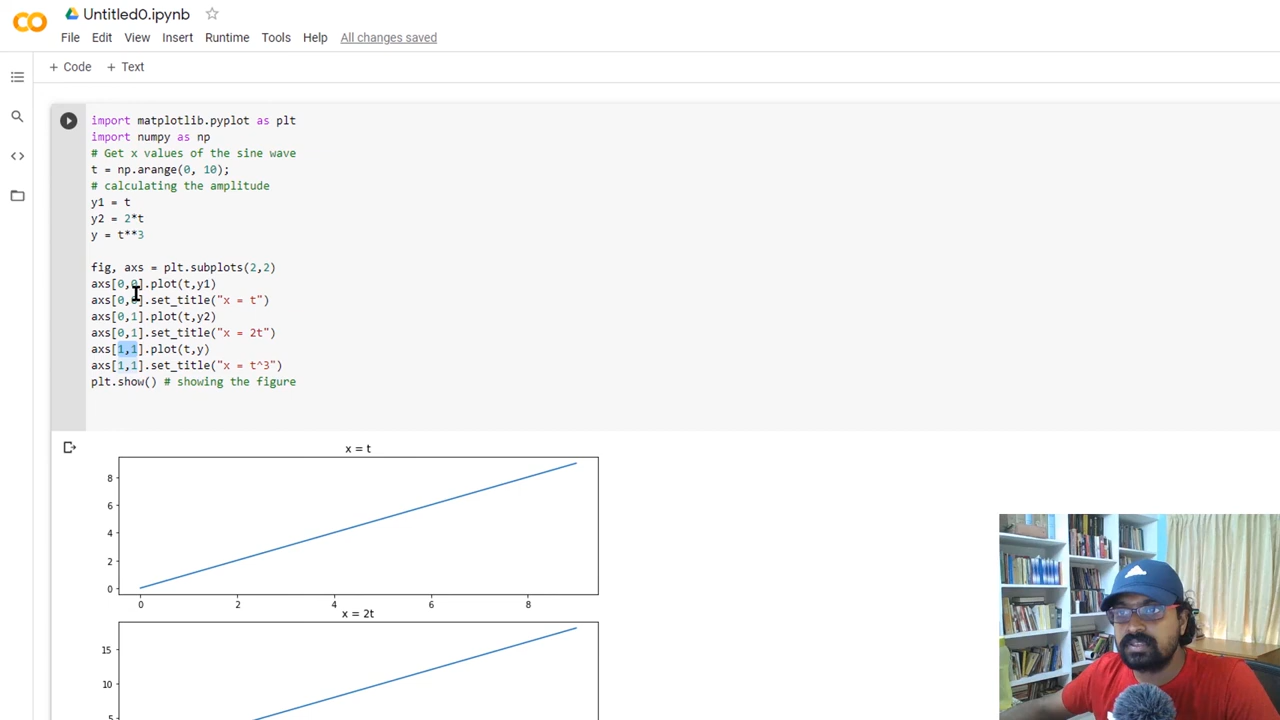 Untitled0.ipynb
File Edit View Insert Runtime Tools Help All changes saved
+ Code + Text
import matplotlib.pyplot as plt
import numpy as np
# Get x values of the sine wave
t = np.arange(0, 10);
# calculating the amplitude
y1 = t
y2 = 2*t
y = t**3
fig, axs = plt.subplots(2,2)
axs[0,0].plot(t,y1)
axs[0,0].set_title("x = t")
axs[0,1].plot(t,y2)
axs[0,1].set_title("x = 2t")
axs[1,1].plot(t,y)
axs[1,1].set_title("x = t^3")
plt.show() # showing the figure
x = t
8
6
4
2
0
0 2 4 6 8
x = 2t
15
10
5